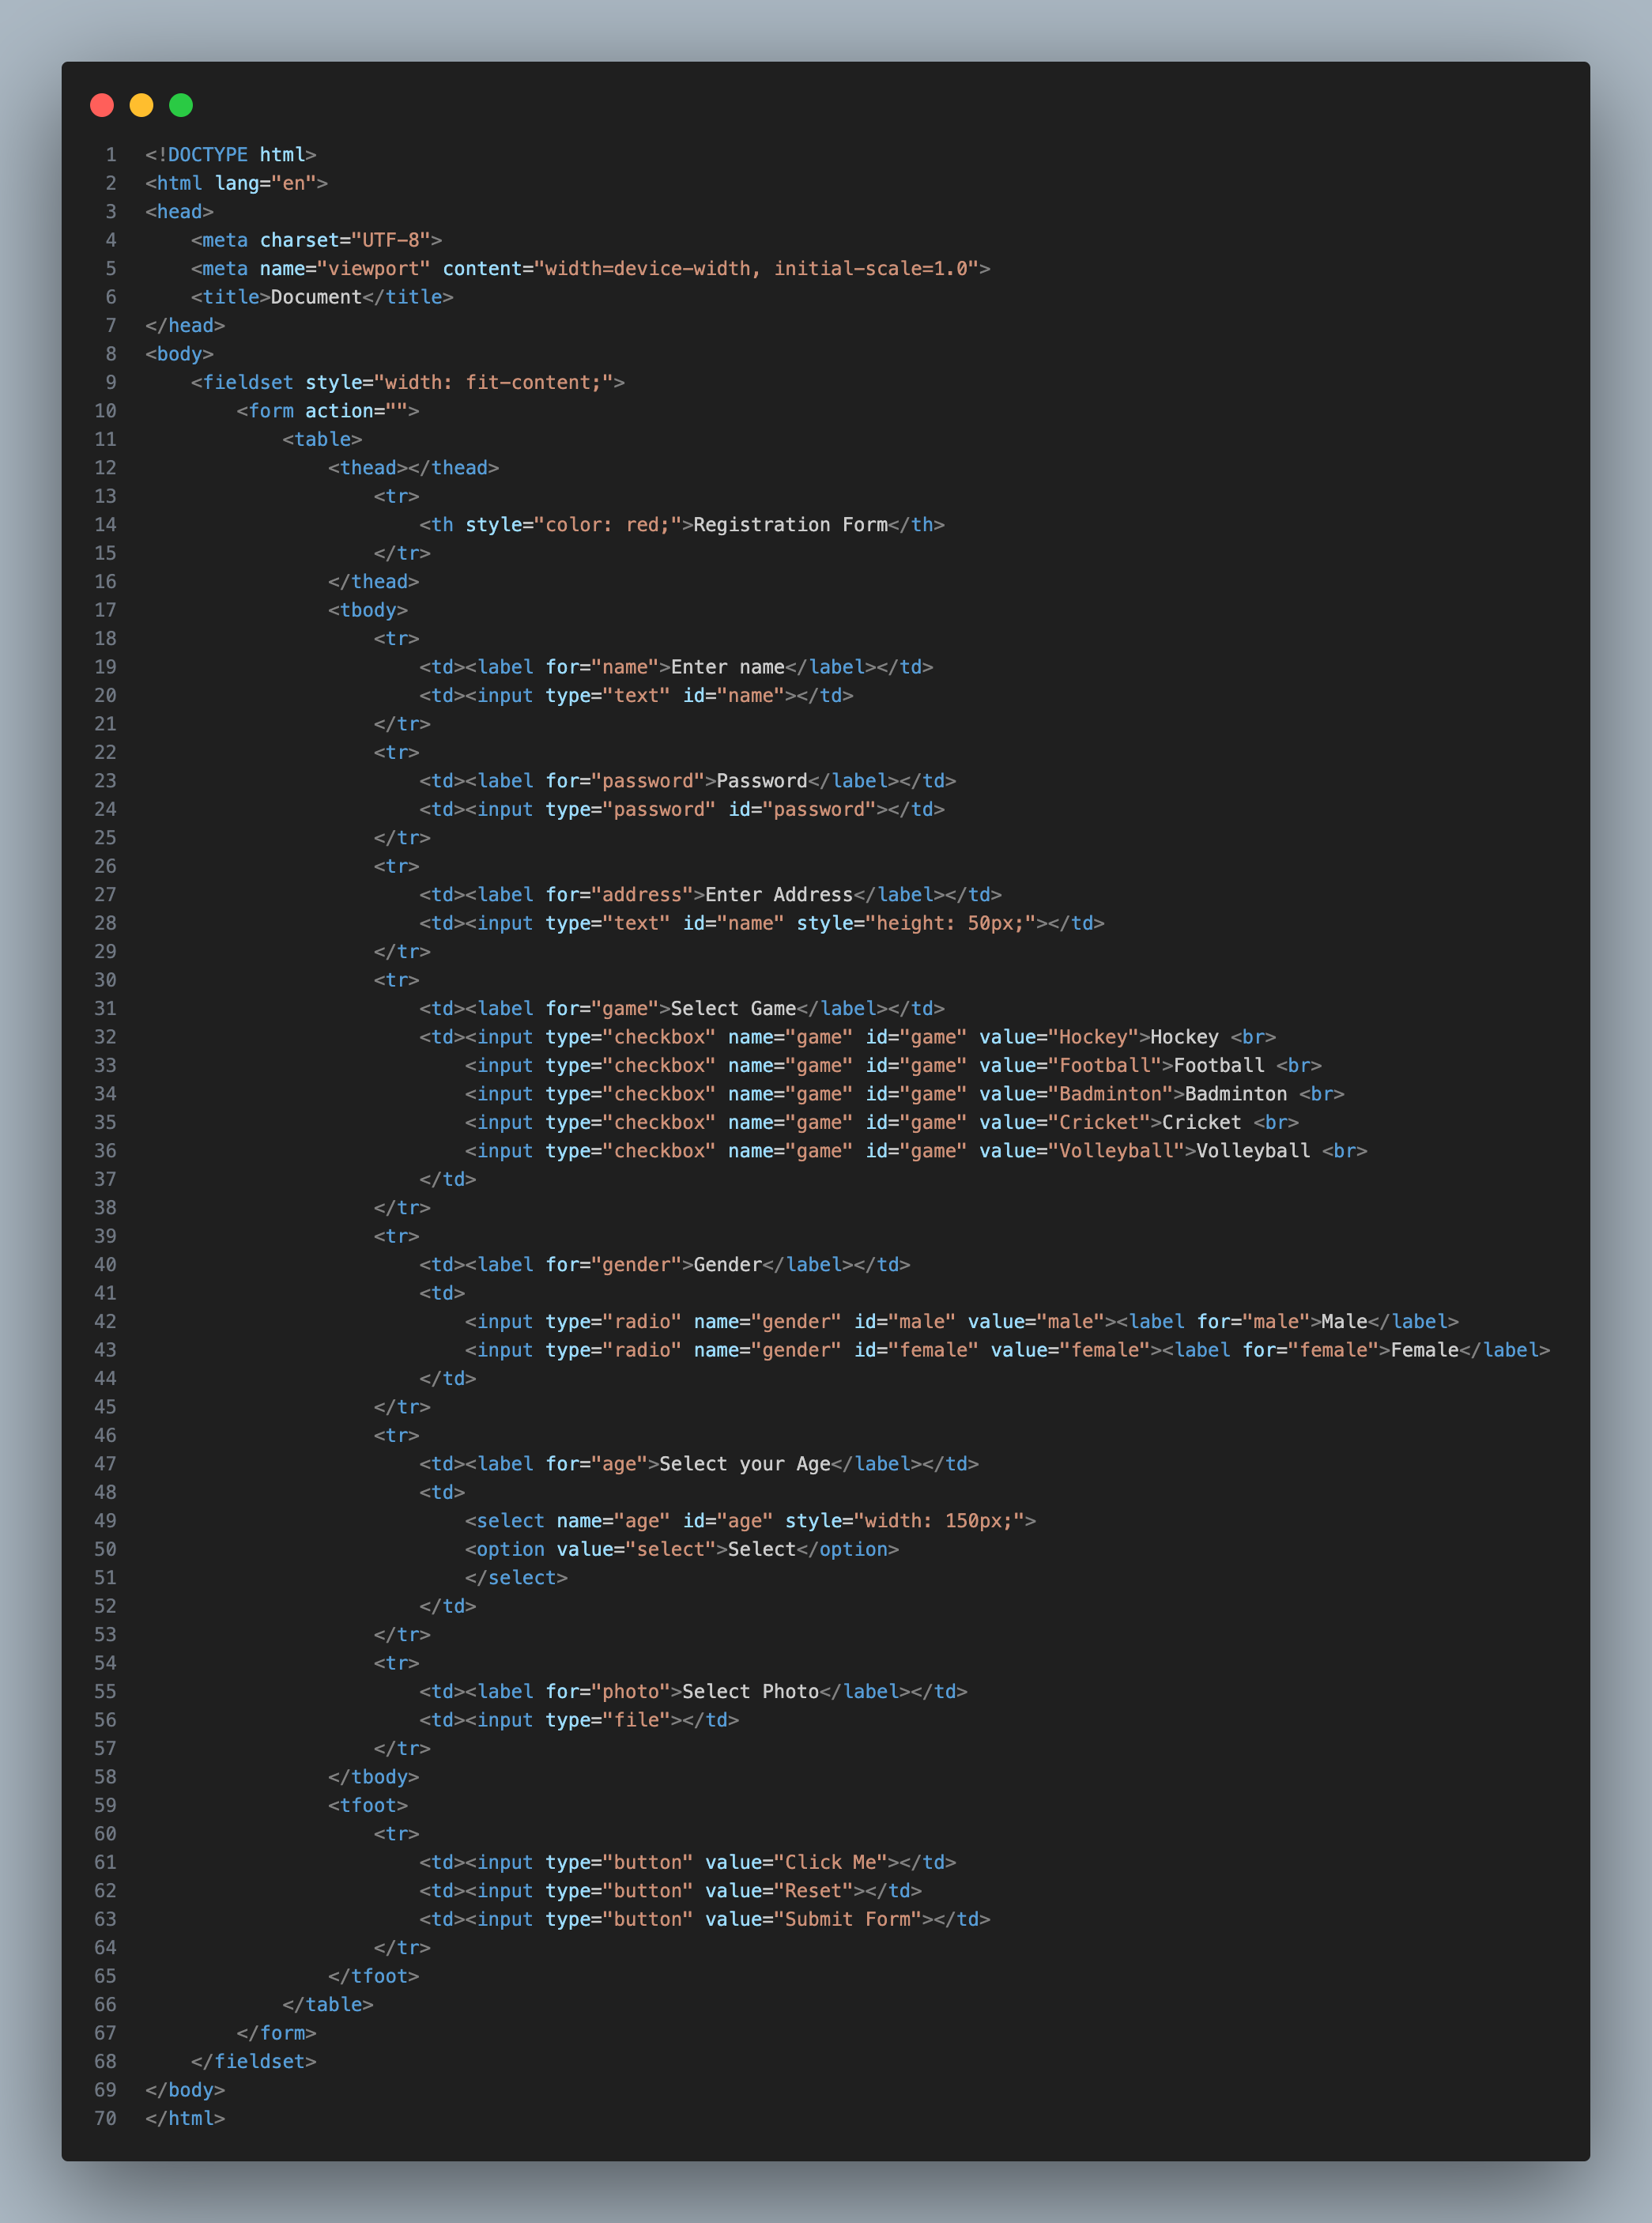 1 <!DOCTYPE html>
2 <html lang="en">
3 <head>
4     <meta charset="UTF-8">
5     <meta name="viewport" content="width=device-width, initial-scale=1.0">
6     <title>Document</title>
7 </head>
8 <body>
9     <fieldset style="width: fit-content;">
10         <form action="">
11             <table>
12                 <thead></thead>
13                     <tr>
14                         <th style="color: red;">Registration Form</th>
15                     </tr>
16                 </thead>
17                 <tbody>
18                     <tr>
19                         <td><label for="name">Enter name</label></td>
20                         <td><input type="text" id="name"></td>
21                     </tr>
22                     <tr>
23                         <td><label for="password">Password</label></td>
24                         <td><input type="password" id="password"></td>
25                     </tr>
26                     <tr>
27                         <td><label for="address">Enter Address</label></td>
28                         <td><input type="text" id="name" style="height: 50px;"></td>
29                     </tr>
30                     <tr>
31                         <td><label for="game">Select Game</label></td>
32                         <td><input type="checkbox" name="game" id="game" value="Hockey">Hockey <br>
33                             <input type="checkbox" name="game" id="game" value="Football">Football <br>
34                             <input type="checkbox" name="game" id="game" value="Badminton">Badminton <br>
35                             <input type="checkbox" name="game" id="game" value="Cricket">Cricket <br>
36                             <input type="checkbox" name="game" id="game" value="Volleyball">Volleyball <br>
37                         </td>
38                     </tr>
39                     <tr>
40                         <td><label for="gender">Gender</label></td>
41                         <td>
42                             <input type="radio" name="gender" id="male" value="male"><label for="male">Male</label>
43                             <input type="radio" name="gender" id="female" value="female"><label for="female">Female</label>
44                         </td>
45                     </tr>
46                     <tr>
47                         <td><label for="age">Select your Age</label></td>
48                         <td>
49                             <select name="age" id="age" style="width: 150px;">
50                             <option value="select">Select</option>
51                             </select>
52                         </td>
53                     </tr>
54                     <tr>
55                         <td><label for="photo">Select Photo</label></td>
56                         <td><input type="file"></td>
57                     </tr>
58                 </tbody>
59                 <tfoot>
60                     <tr>
61                         <td><input type="button" value="Click Me"></td>
62                         <td><input type="button" value="Reset"></td>
63                         <td><input type="button" value="Submit Form"></td>
64                     </tr>
65                 </tfoot>
66             </table>
67         </form>
68     </fieldset>
69 </body>
70 </html>